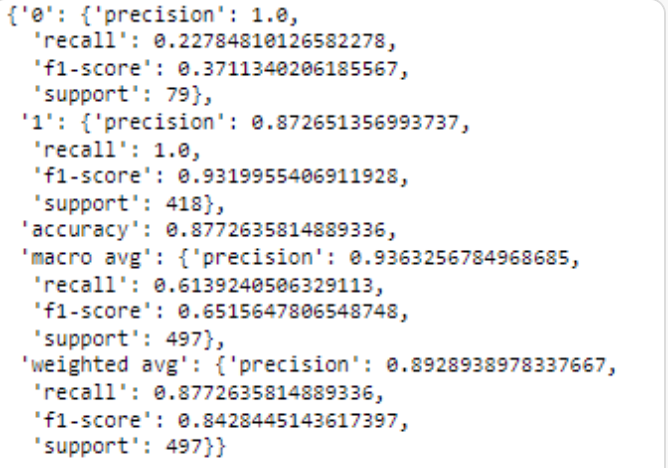 {'0': {'precision': 1.0,
'recall': 0.22784810126582278,
'f1-score': 0.3711340206185567,
'support': 79},
'1': {'precision': 0.872651356993737,
'recall': 1.0,
'f1-score': 0.9319955406911928,
'support': 418},
'accuracy': 0.8772635814889336,
'macro avg': {'precision': 0.9363256784968685,
'recall': 0.6139240506329113,
'f1-score': 0.6515647806548748,
'support': 497},
'weighted avg': {'precision': 0.8928938978337667,
'recall': 0.8772635814889336,
'f1-score': 0.8428445143617397,
'support': 497}}